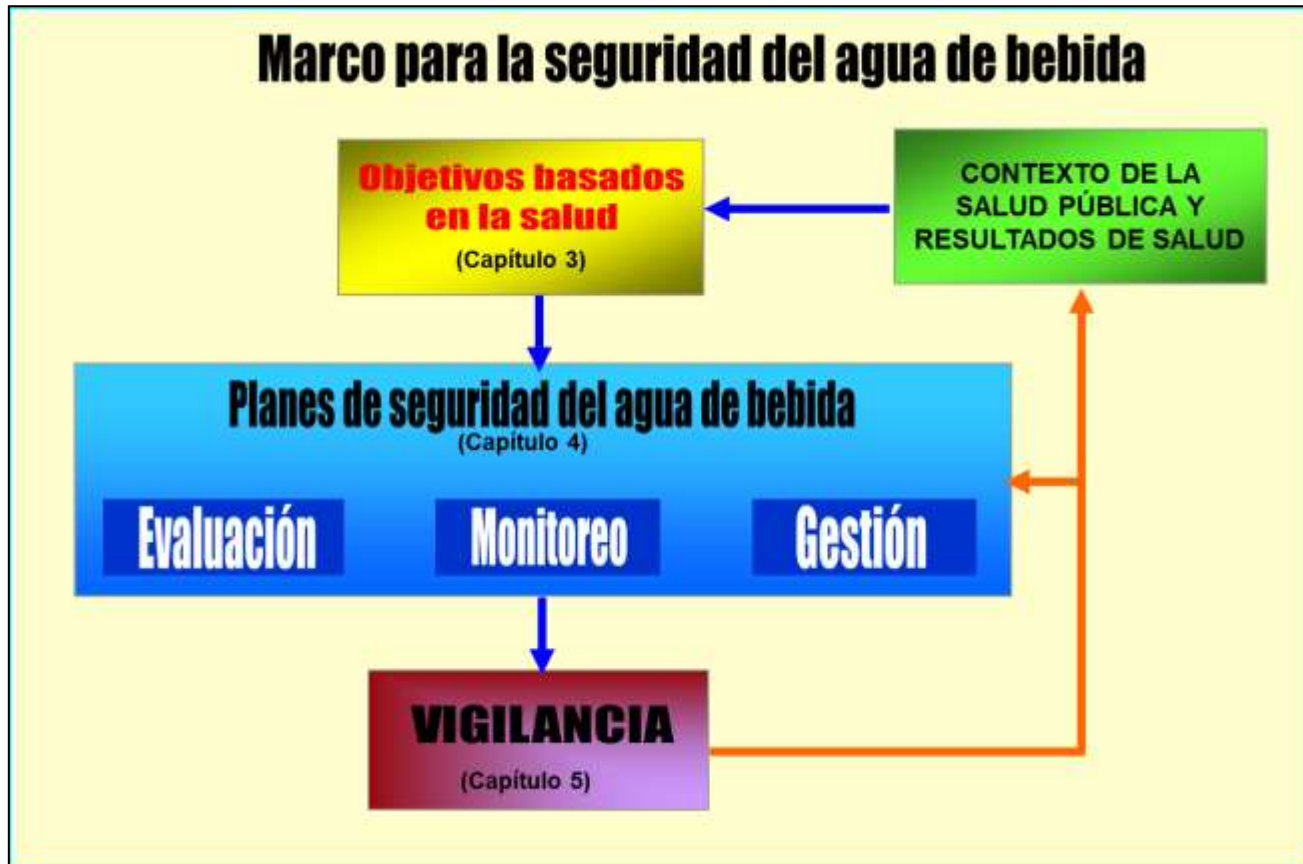 Marco para la seguridad del agua de bebida
Objetivos basados
en la salud
(Capítulo 3)
CONTEXTO DE LA
SALUD PÚBLICA Y
RESULTADOS DE SALUD
Planes de seguridad del agua de bebida
(Capítulo 4)
Evaluación
Monitoreo
Gestión
VIGILANCIA
(Capítulo 5)